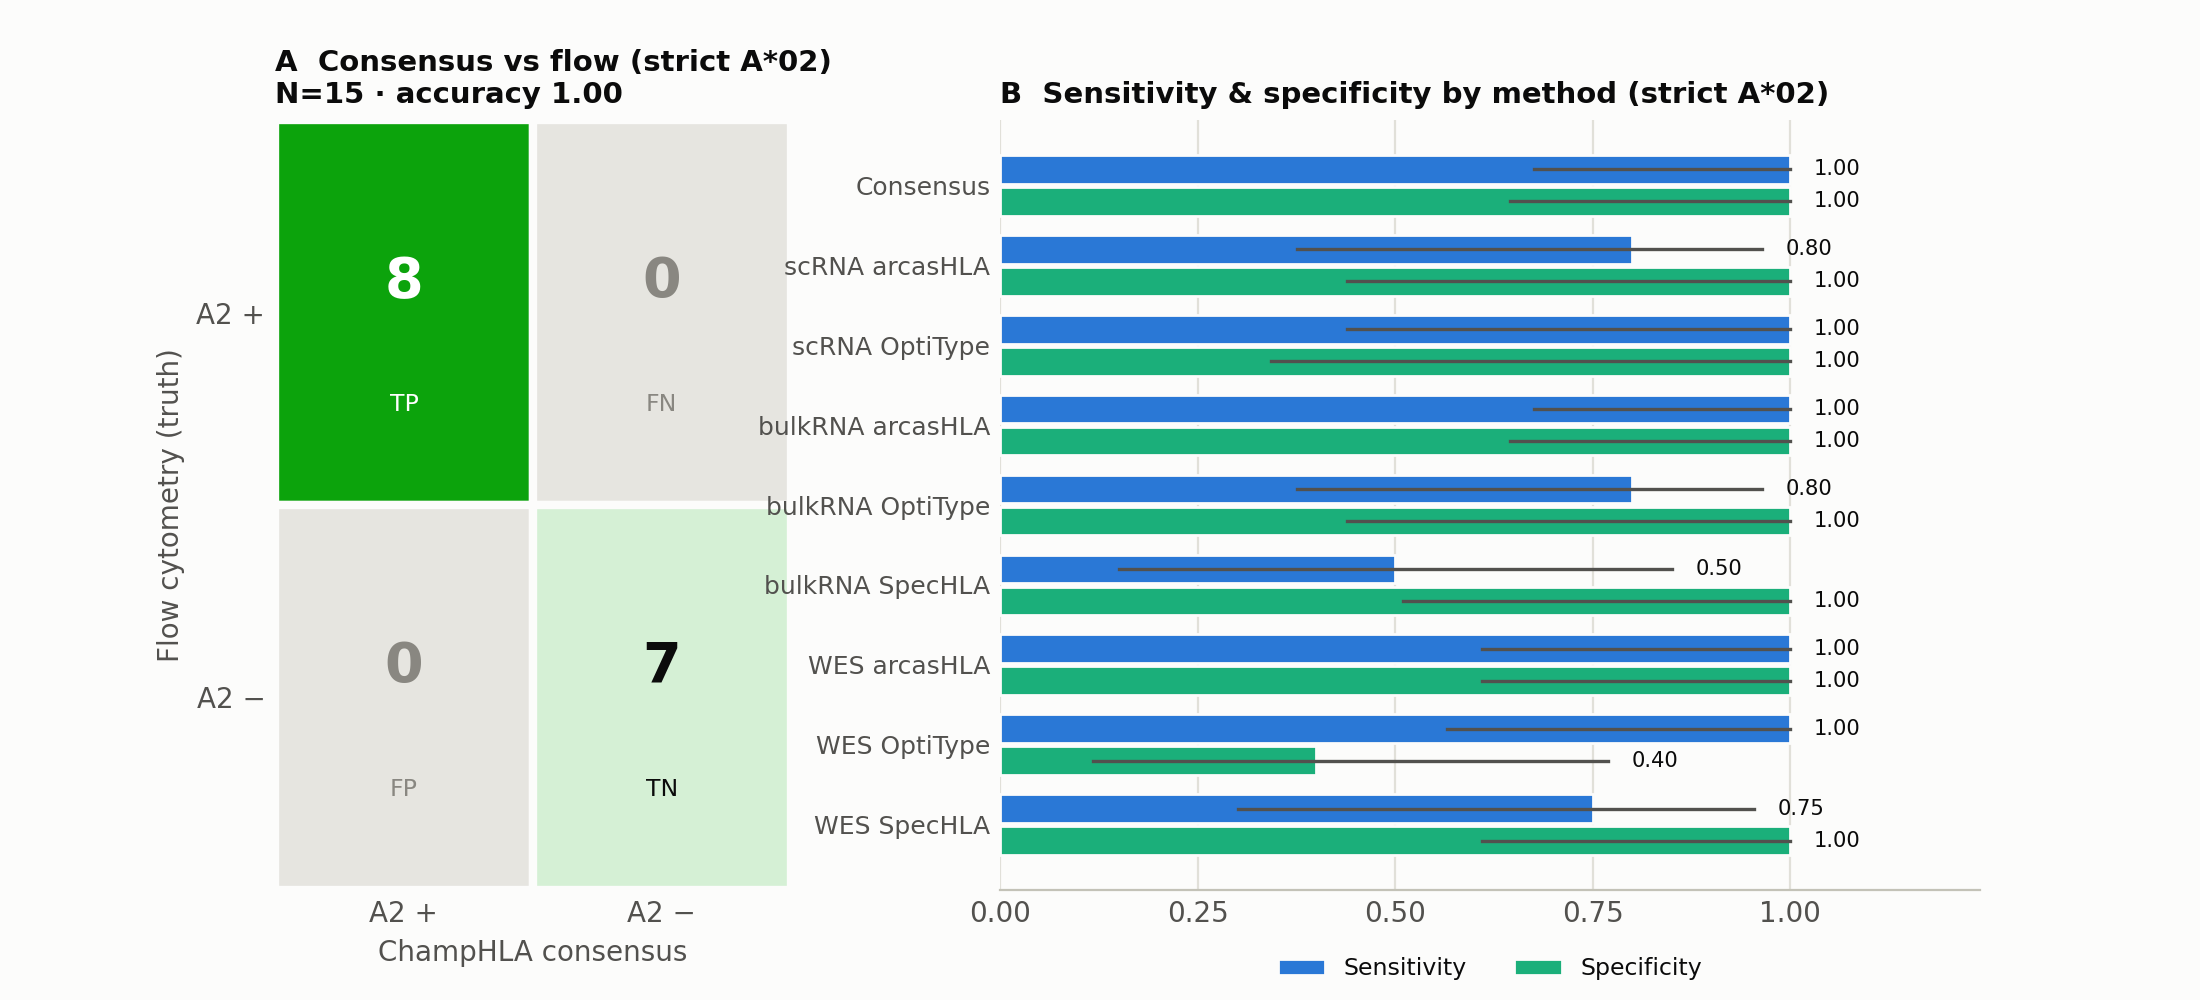 A  Consensus vs flow (strict A*02)
N=15 · accuracy 1.00
Flow cytometry (truth)
A2 +
A2 −
8
TP
0
FN
0
FP
7
TN
A2 +
A2 −
ChampHLA consensus
B  Sensitivity & specificity by method (strict A*02)
Consensus
1.00
1.00
scRNA arcasHLA
0.80
1.00
scRNA OptiType
1.00
1.00
bulkRNA arcasHLA
1.00
1.00
bulkRNA OptiType
0.80
1.00
bulkRNA SpecHLA
0.50
1.00
WES arcasHLA
1.00
1.00
WES OptiType
1.00
0.40
WES SpecHLA
0.75
1.00
0.00
0.25
0.50
0.75
1.00
Sensitivity
Specificity